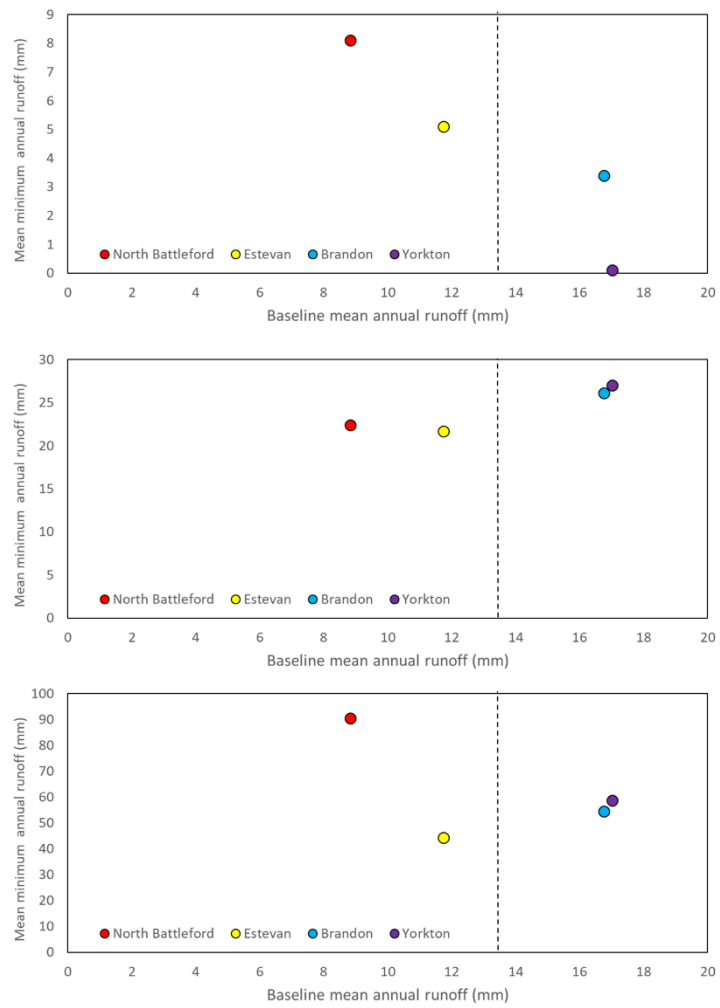 9
8
7
6
5
4
3
2
1
0
Mean minimum annual runoff (mm)
North Battleford Estevan Brandon Yorkton
0 2 4 6 8 10 12 14 16 18 20
Baseline mean annual runoff (mm)
30
25
20
15
10
5
0
Mean minimum annual runoff (mm)
North Battleford Estevan Brandon Yorkton
0 2 4 6 8 10 12 14 16 18 20
Baseline mean annual runoff (mm)
100
90
80
70
60
50
40
30
20
10
0
Mean minimum annual runoff (mm)
North Battleford Estevan Brandon Yorkton
0 2 4 6 8 10 12 14 16 18 20
Baseline mean annual runoff (mm)